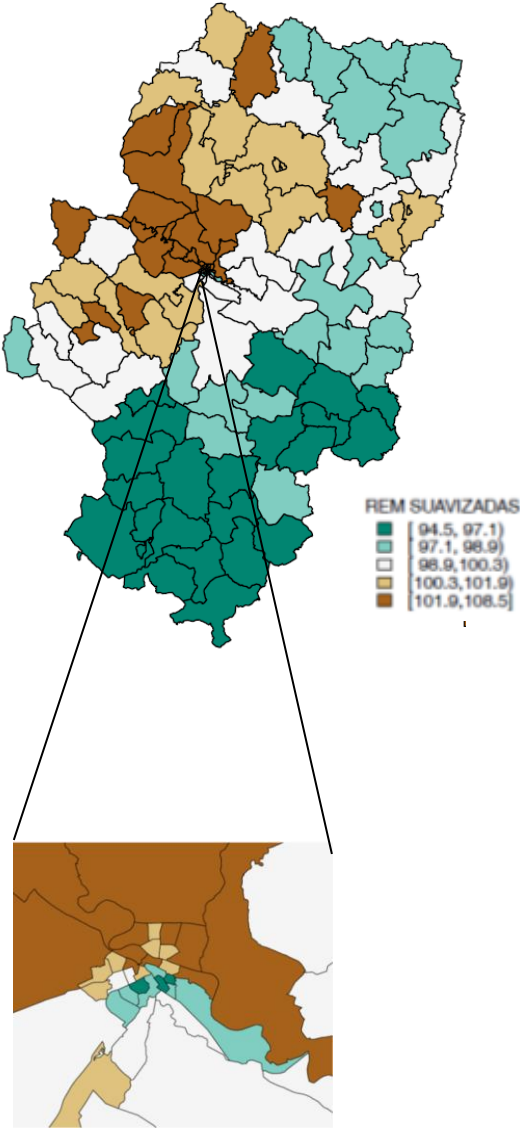 REM SUAVIZADAS
[ 94.5, 97.1)
[ 97.1, 98.9)
[ 98.9,100.3)
[100.3,101.9)
[101.9,108.5]